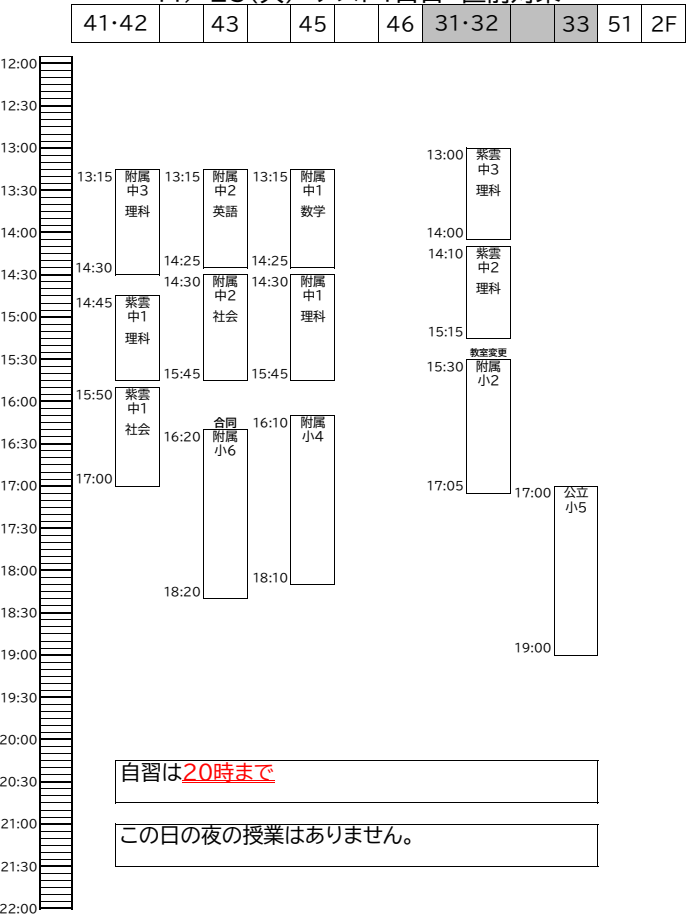 41・42 43 45 46 31・32 33 51 2F
12:00
12:30
13:00
13:30
14:00
14:30
15:00
15:30
16:00
16:30
17:00
17:30
18:00
18:30
19:00
19:30
20:00
20:30
21:00
21:30
22:00
13:15 附属
中3
理科
14:30
14:45 紫雲
中1
理科
15:50 紫雲
中1
社会
17:00
13:15 附属
中2
英語
14:25
14:30 附属
中2
社会
15:45
合同
16:20 附属
小6
18:20
13:15 附属
中1
数学
14:25
14:30 附属
中1
理科
15:45
16:10 附属
小4
18:10
13:00 紫雲
中3
理科
14:00
14:10 紫雲
中2
理科
15:15
教室変更
15:30 附属
小2
17:05
17:00 公立
小5
19:00
自習は20時まで
この日の夜の授業はありません。